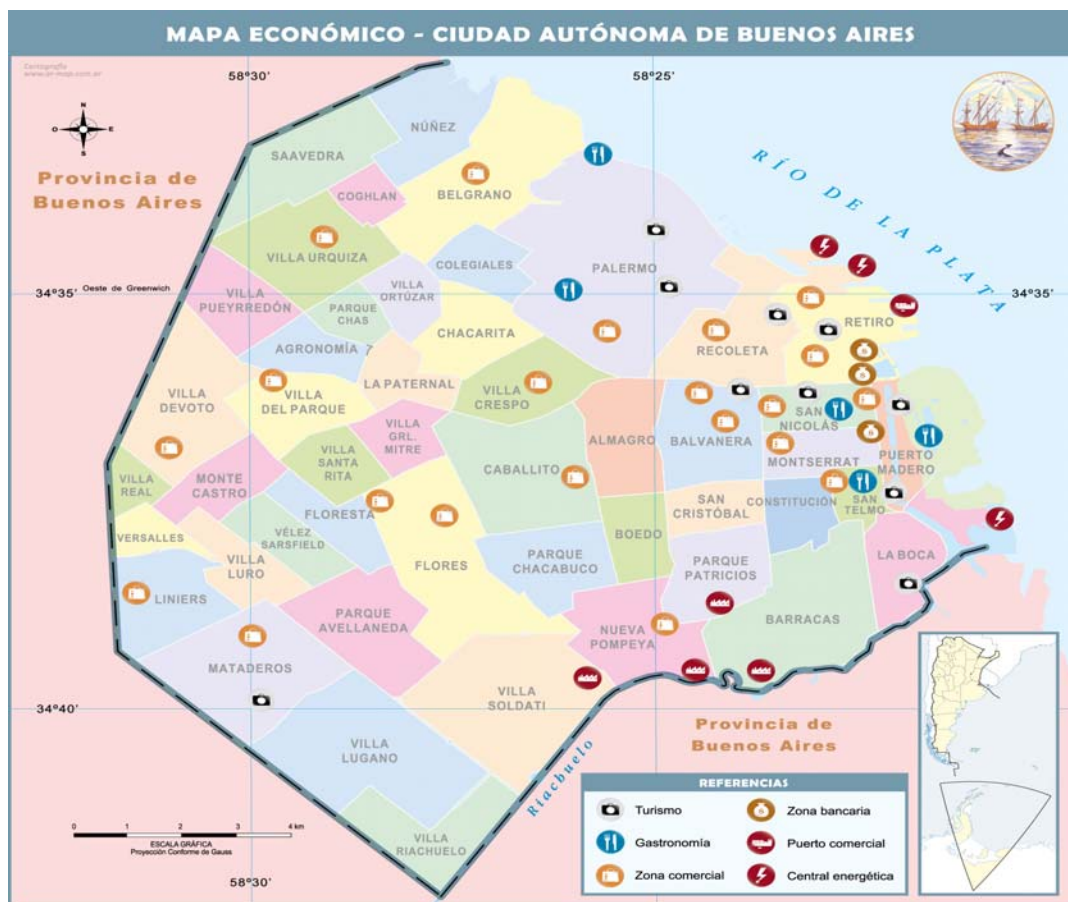 MAPA ECONÓMICO - CIUDAD AUTÓNOMA DE BUENOS AIRES
Cartografía
www.ar-map.com.ar
58°30'
58°25'
N
O
E
S
NÚÑEZ
SAAVEDRA
RÍO DE LA PLATA
Provincia de
Buenos Aires
COGHLAN
BELGRANO
VILLA URQUIZA
COLEGIALES
PALERMO
34°35'
Oeste de Greenwich
34°35'
VILLA
PUEYRREDÓN
VILLA
ORTÚZAR
PARQUE
CHAS
CHACARITA
RETIRO
AGRONOMÍA
RECOLETA
LA PATERNAL
VILLA
DEVOTO
VILLA
DEL PARQUE
VILLA
CRESPO
SAN
NICOLÁS
VILLA
GRL.
MITRE
ALMAGRO
BALVANERA
VILLA
SANTA
RITA
MONTSERRAT
PUERTO
MADERO
CABALLITO
VILLA
REAL
MONTE
CASTRO
SAN
CRISTÓBAL
CONSTITUCIÓN
SAN
TELMO
FLORESTA
VERSALLES
VÉLEZ
SARSFIELD
BOEDO
VILLA
LURO
FLORES
PARQUE
CHACABUCO
PARQUE
PATRICIOS
LA BOCA
LINIERS
PARQUE
AVELLANEDA
NUEVA
POMPEYA
BARRACAS
MATADEROS
VILLA
SOLDATI
34°40'
Provincia de
Buenos Aires
VILLA
LUGANO
Riachuelo
VILLA
RIACHUELO
0 1 2 3 4 km
ESCALA GRÁFICA
Proyección Conforme de Gauss
58°30'
REFERENCIAS
Turismo
Zona bancaria
Gastronomía
Puerto comercial
Zona comercial
Central energética